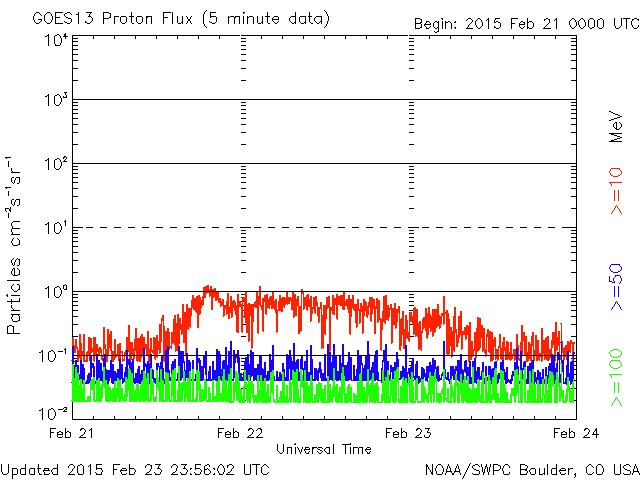 GOES13 Proton Flux (5 minute data)
Begin: 2015 Feb 21 0000 UTC
Particles cm⁻²s⁻¹sr⁻¹
10⁴
10³
10²
10¹
10⁰
10⁻¹
10⁻²
MeV
>=10
>=50
>=100
Feb 21
Feb 22
Feb 23
Feb 24
Universal Time
Updated 2015 Feb 23 23:56:02 UTC
NOAA/SWPC Boulder, CO USA